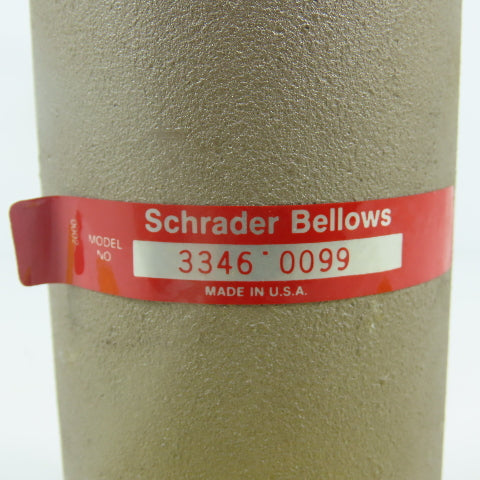 Schrader Bellows
MODEL
NO
3346 0099
MADE IN U.S.A.